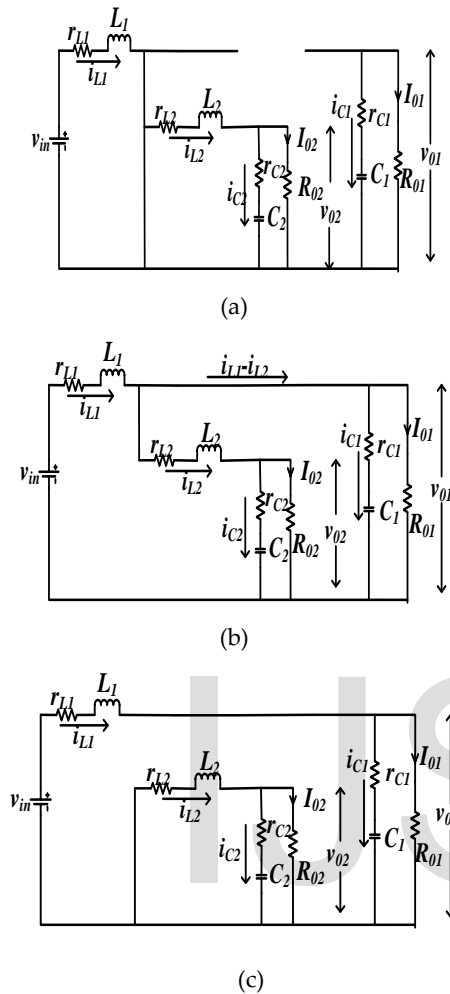 r_L1 L_1
i_L1
v_in
r_L2 L_2
i_L2
I_02
i_C2 r_C2 C_2 R_02 v_02
i_C1 r_C1 C_1
I_01 R_01 v_01
(a)
r_L1 L_1
i_L1
i_L1-i_L2
v_in
r_L2 L_2
i_L2
I_02
i_C2 r_C2 C_2 R_02 v_02
i_C1 r_C1 C_1
I_01 R_01 v_01
(b)
r_L1 L_1
i_L1
v_in
r_L2 L_2
i_L2
I_02
i_C2 r_C2 C_2 R_02 v_02
i_C1 r_C1 C_1
I_01 R_01
(c)
IUS